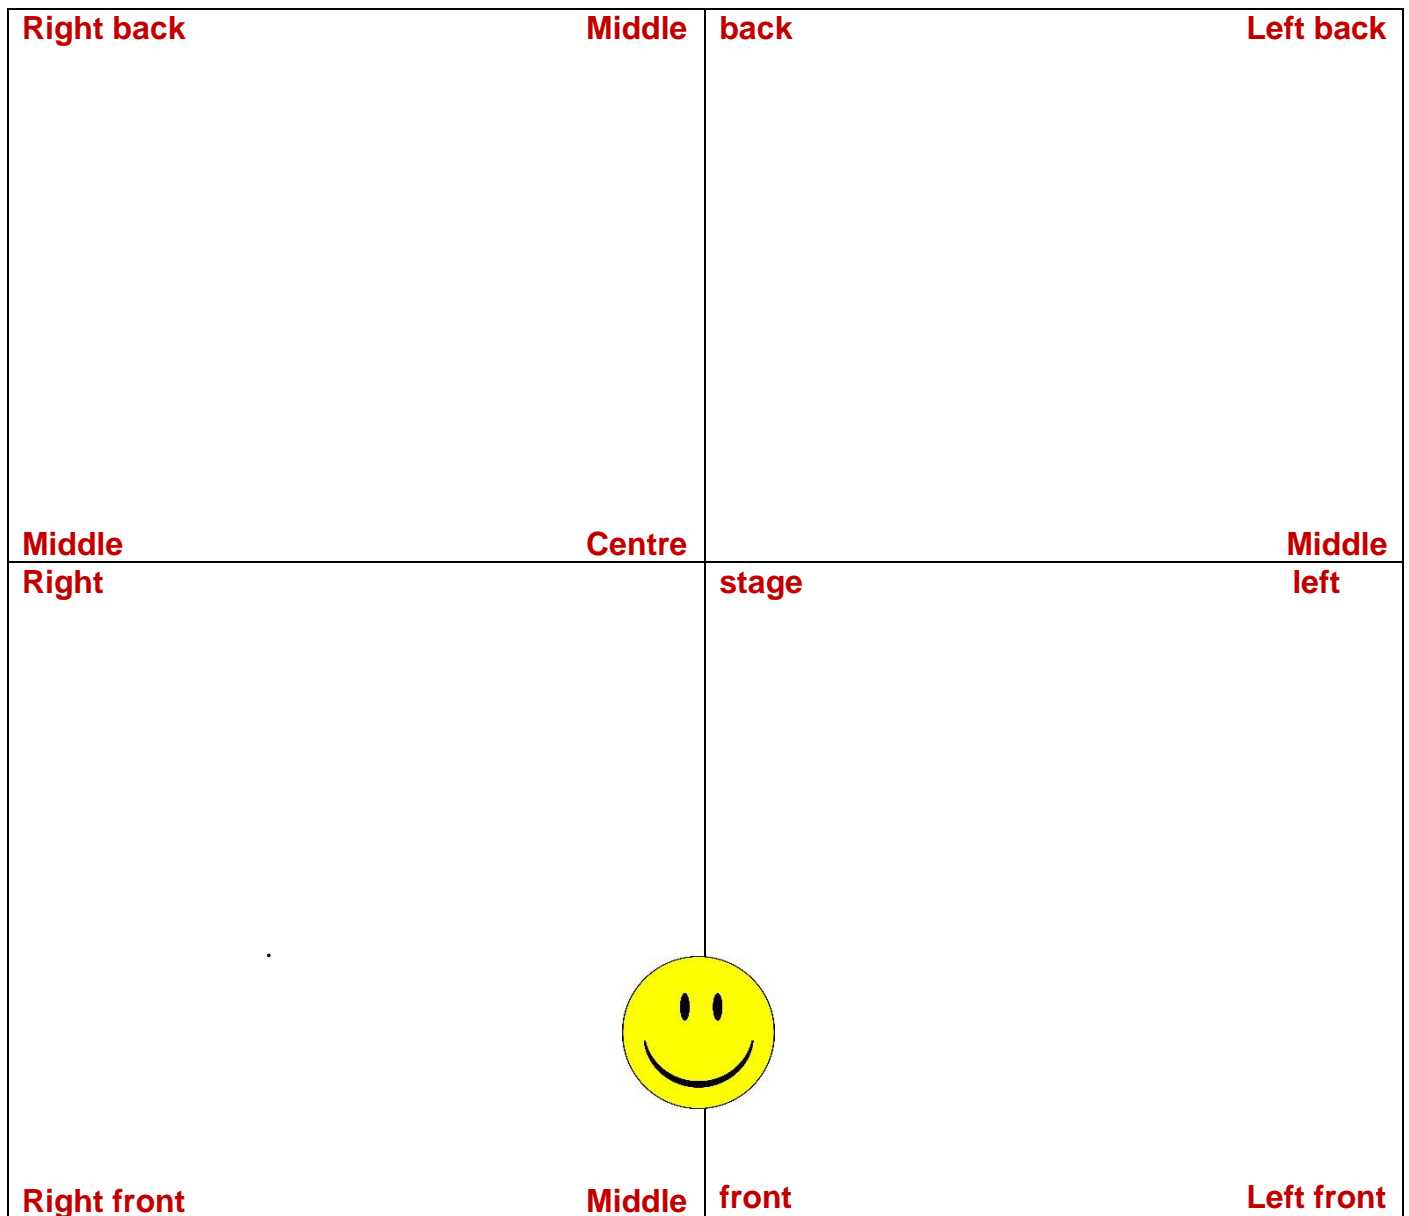 Right back Middle back Left back
Middle Centre Middle
Right stage left
.
Right front Middle front Left front